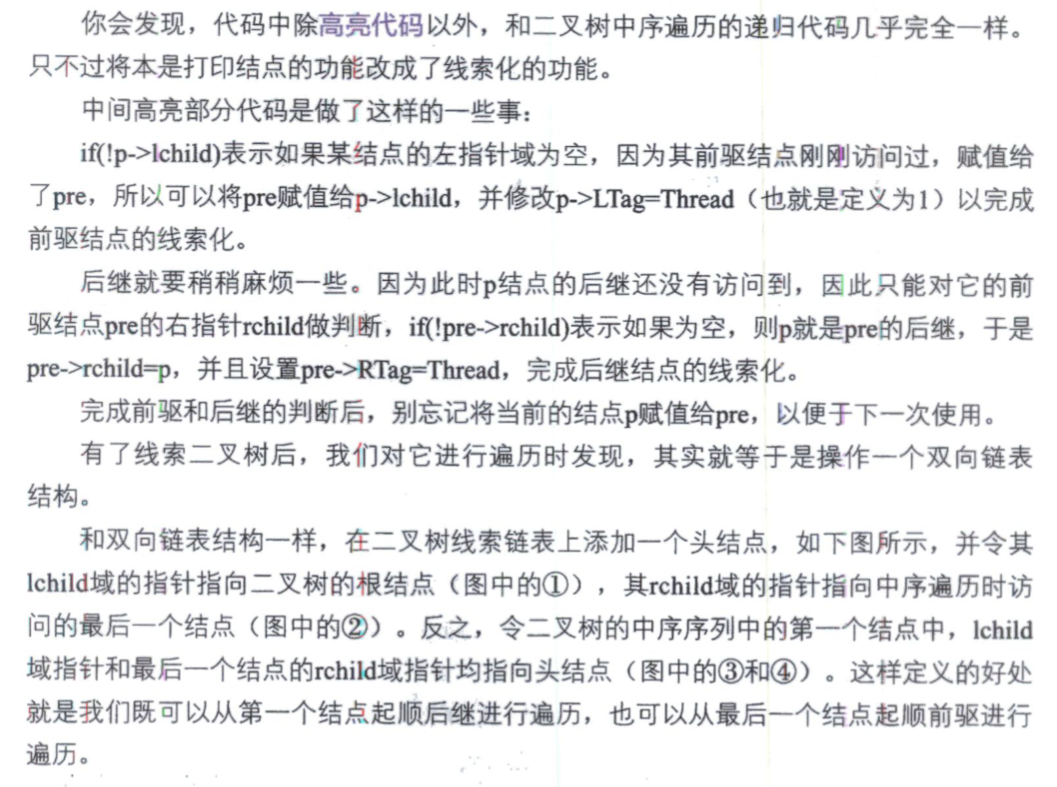 你会发现，代码中除高亮代码以外，和二叉树中序遍历的递归代码几乎完全一样。
只不过将本是打印结点的功能改成了线索化的功能。
中间高亮部分代码是做了这样的一些事：
if(!p->lchild)表示如果某结点的左指针域为空，因为其前驱结点刚刚访问过，赋值给
了pre，所以可以将pre赋值给p->lchild，并修改p->LTag=Thread（也就是定义为1）以完成
前驱结点的线索化。
后继就要稍稍麻烦一些。因为此时p结点的后继还没有访问到，因此只能对它的前
驱结点pre的右指针rchild做判断，if(!pre->rchild)表示如果为空，则p就是pre的后继，于是
pre->rchild=p，并且设置pre->RTag=Thread，完成后继结点的线索化。
完成前驱和后继的判断后，别忘记将当前的结点p赋值给pre，以便于下一次使用。
有了线索二叉树后，我们对它进行遍历时发现，其实就等于是操作一个双向链表
结构。
和双向链表结构一样，在二叉树线索链表上添加一个头结点，如下图所示，并令其
lchild域的指针指向二叉树的根结点（图中的①），其rchild域的指针指向中序遍历时访
问的最后一个结点（图中的②）。反之，令二叉树的中序序列中的第一个结点中，lchild
域指针和最后一个结点的rchild域指针均指向头结点（图中的③和④）。这样定义的好处
就是我们既可以从第一个结点起顺后继进行遍历，也可以从最后一个结点起顺前驱进行
遍历。